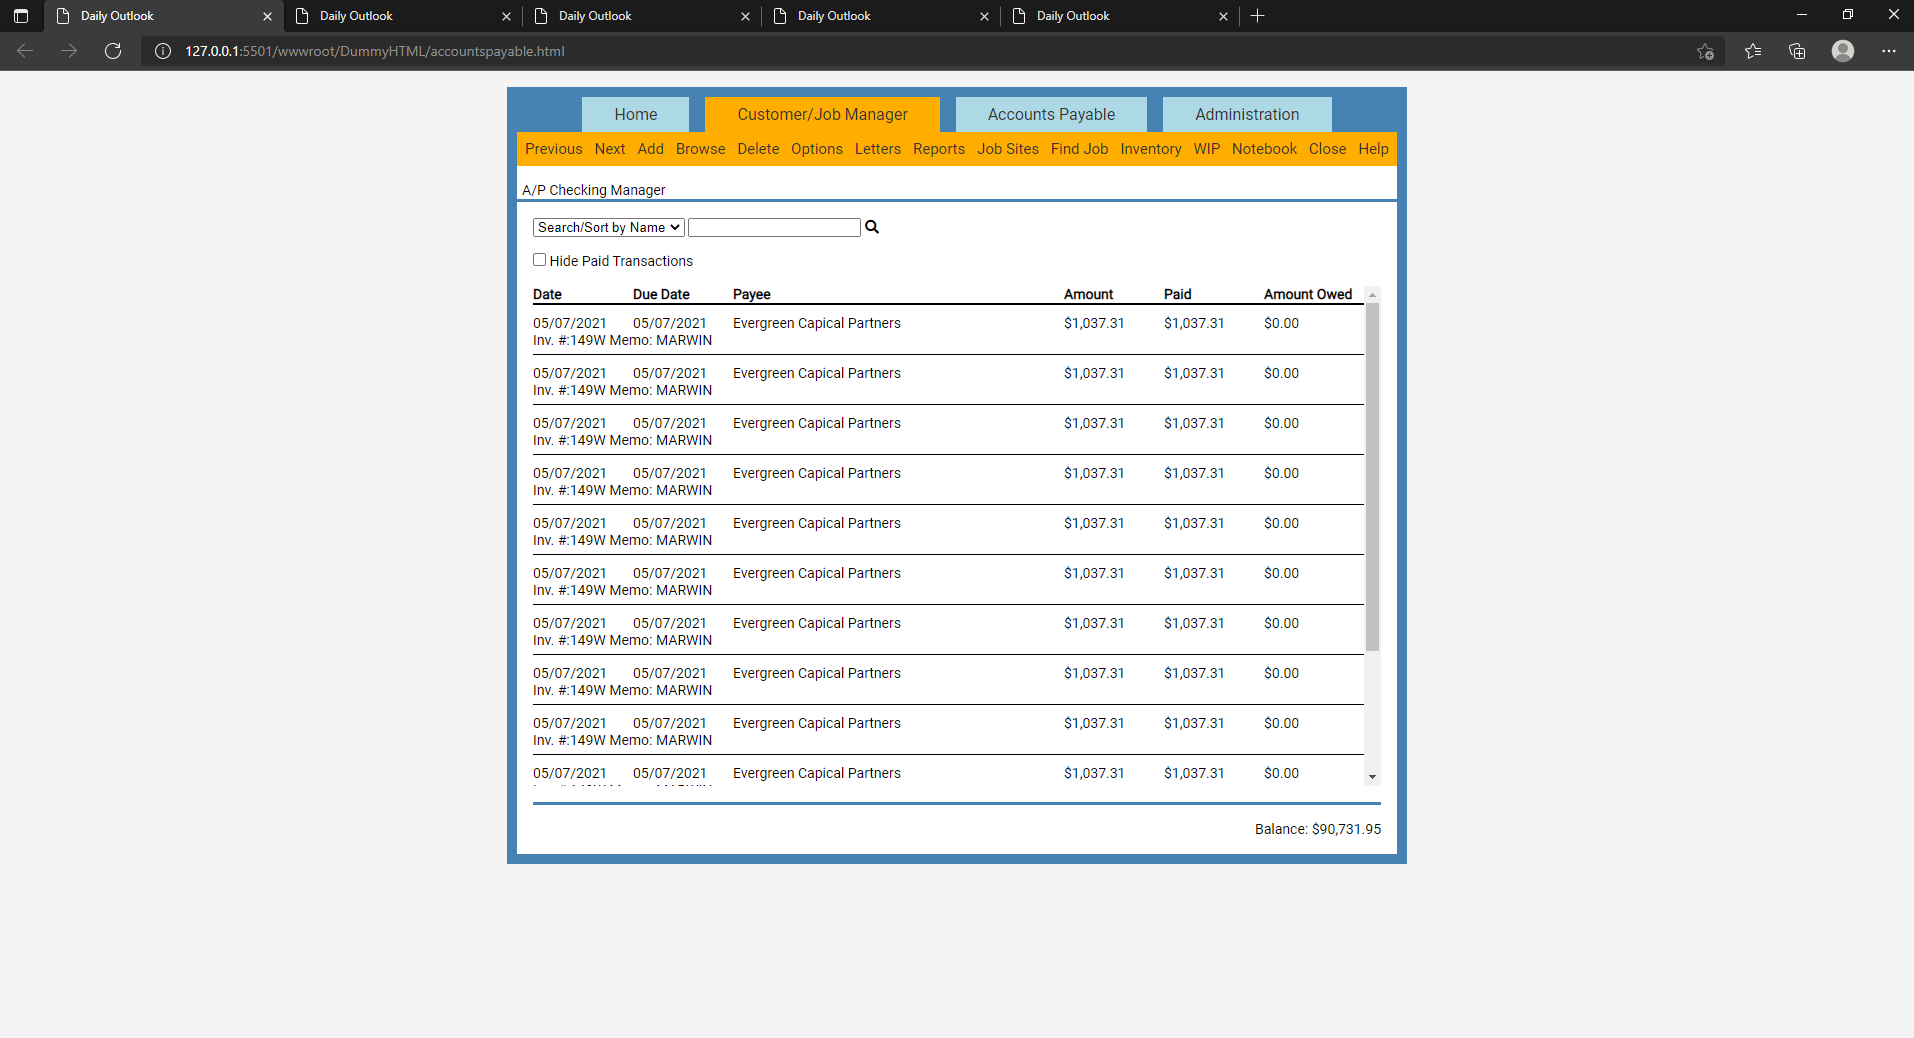 Daily Outlook Daily Outlook Daily Outlook Daily Outlook Daily Outlook
127.0.0.1:5501/wwwroot/DummyHTML/accountspayable.html
Home Customer/Job Manager Accounts Payable Administration
Previous Next Add Browse Delete Options Letters Reports Job Sites Find Job Inventory WIP Notebook Close Help
A/P Checking Manager
Search/Sort by Name
Hide Paid Transactions
Date Due Date Payee Amount Paid Amount Owed
05/07/2021 05/07/2021 Evergreen Capical Partners $1,037.31 $1,037.31 $0.00
Inv. #:149W Memo: MARWIN
05/07/2021 05/07/2021 Evergreen Capical Partners $1,037.31 $1,037.31 $0.00
Inv. #:149W Memo: MARWIN
05/07/2021 05/07/2021 Evergreen Capical Partners $1,037.31 $1,037.31 $0.00
Inv. #:149W Memo: MARWIN
05/07/2021 05/07/2021 Evergreen Capical Partners $1,037.31 $1,037.31 $0.00
Inv. #:149W Memo: MARWIN
05/07/2021 05/07/2021 Evergreen Capical Partners $1,037.31 $1,037.31 $0.00
Inv. #:149W Memo: MARWIN
05/07/2021 05/07/2021 Evergreen Capical Partners $1,037.31 $1,037.31 $0.00
Inv. #:149W Memo: MARWIN
05/07/2021 05/07/2021 Evergreen Capical Partners $1,037.31 $1,037.31 $0.00
Inv. #:149W Memo: MARWIN
05/07/2021 05/07/2021 Evergreen Capical Partners $1,037.31 $1,037.31 $0.00
Inv. #:149W Memo: MARWIN
05/07/2021 05/07/2021 Evergreen Capical Partners $1,037.31 $1,037.31 $0.00
Inv. #:149W Memo: MARWIN
05/07/2021 05/07/2021 Evergreen Capical Partners $1,037.31 $1,037.31 $0.00
Balance: $90,731.95